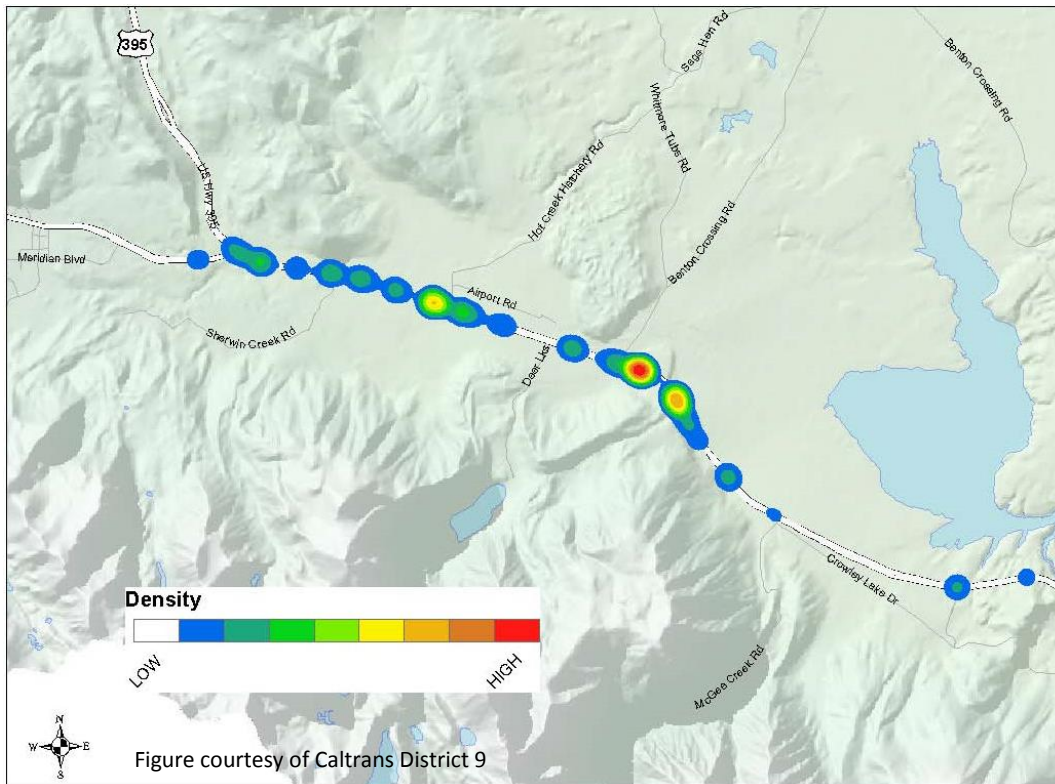 395
Sage Hen Rd
Benton Crossing Rd
Whitmore Tubs Rd
Hot Creek Hatchery Rd
US Hwy 395
Benton Crossing Rd
Meridian Blvd
Airport Rd
Sherwin Creek Rd
Deer Lks
Crowley Lake Dr
McGee Creek Rd
Density
LOW
HIGH
N
W E
S
Figure courtesy of Caltrans District 9